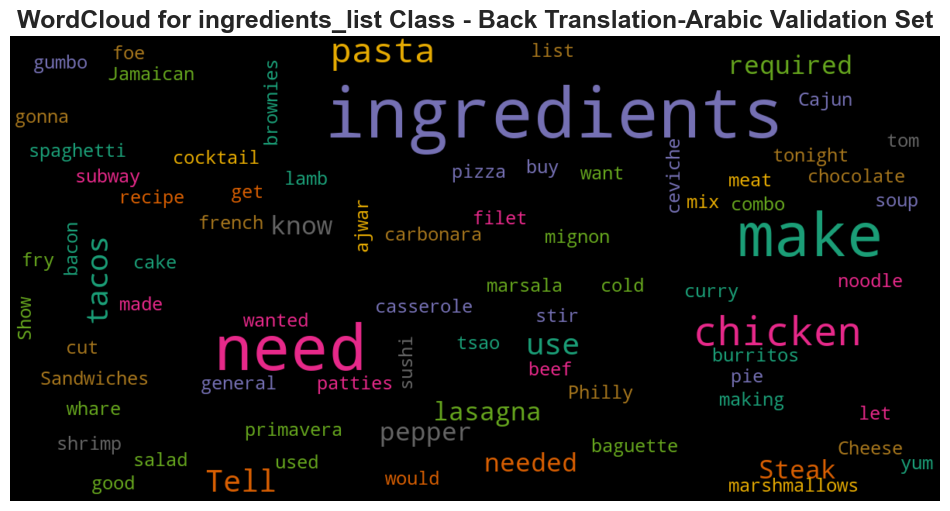 WordCloud for ingredients_list Class - Back Translation-Arabic Validation Set
pasta
list
foe
gumbo
Jamaican
brownies
required
ingredients
Cajun
gonna
tom
spaghetti
cocktail
tonight
subway
lamb
pizza
buy
want
ceviche
meat
chocolate
recipe
get
mix
combo
soup
french
know
ajwar
filet
carbonara
mignon
make
bacon
tacos
fry
cake
noodle
made
marsala
cold
curry
Show
casserole
stir
wanted
need
chicken
cut
sushi
tsao
use
burritos
Sandwiches
general
patties
beef
pie
Philly
making
whare
lasagna
let
primavera
pepper
shrimp
baguette
Cheese
salad
used
needed
Steak
yum
good
Tell
would
marshmallows